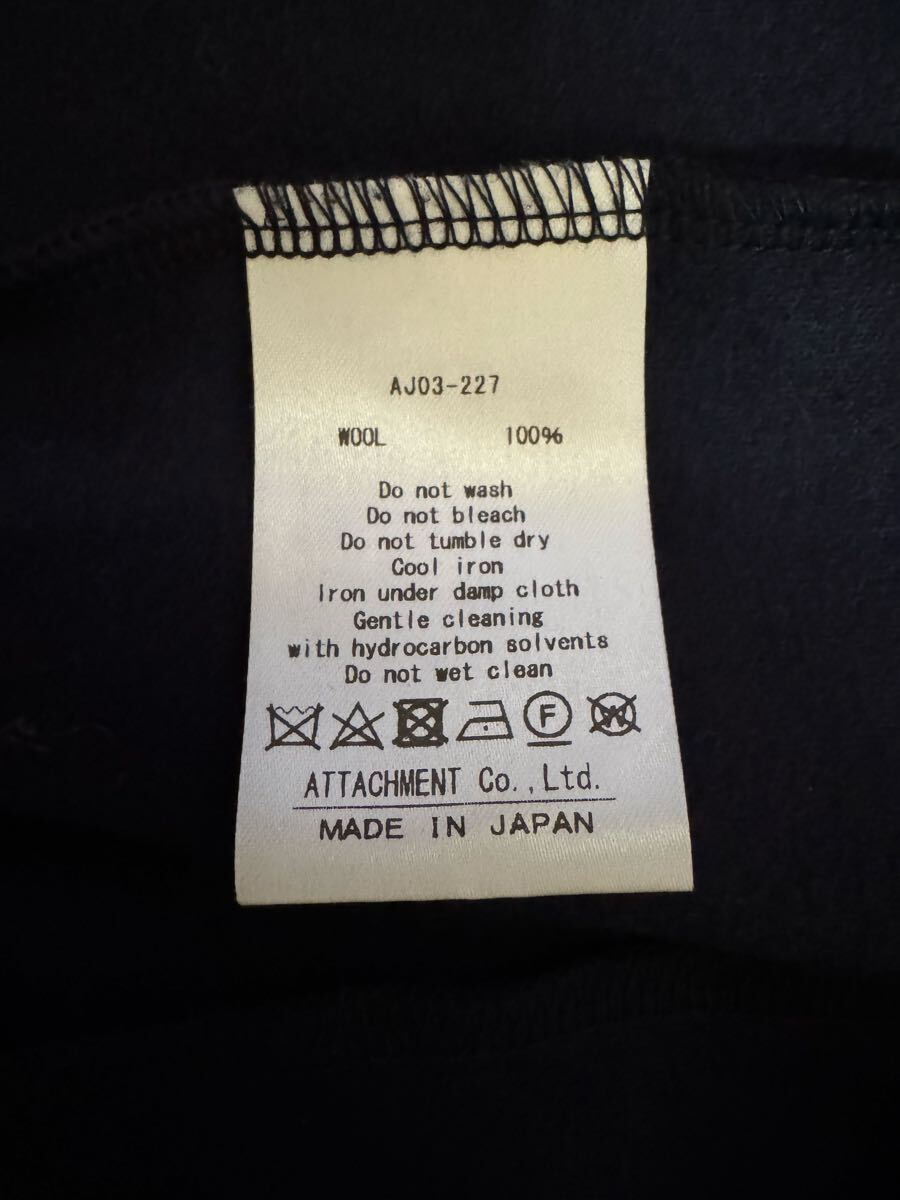 AJ03-227
WOOL 100%
Do not wash
Do not bleach
Do not tumble dry
Cool iron
Iron under damp cloth
Gentle cleaning
with hydrocarbon solvents
Do not wet clean
F W
ATTACHMENT Co.,Ltd.
MADE IN JAPAN